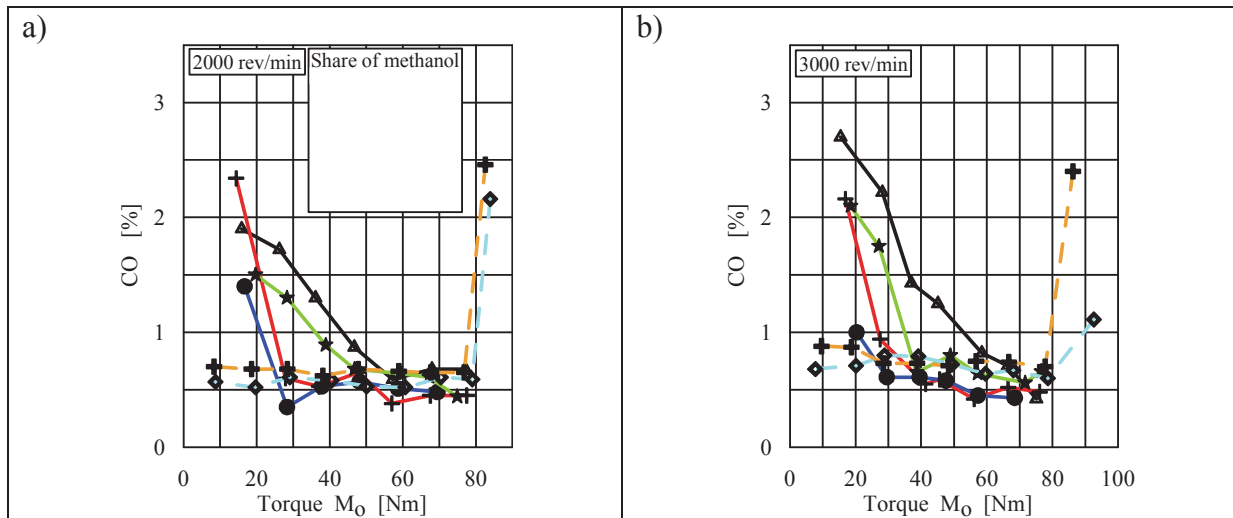 a)
2000 rev/min
Share of methanol
3
2
1
0
CO [%]
0 20 40 60 80
Torque Mo [Nm]
b)
3000 rev/min
3
2
1
0
CO [%]
0 20 40 60 80 100
Torque Mo [Nm]